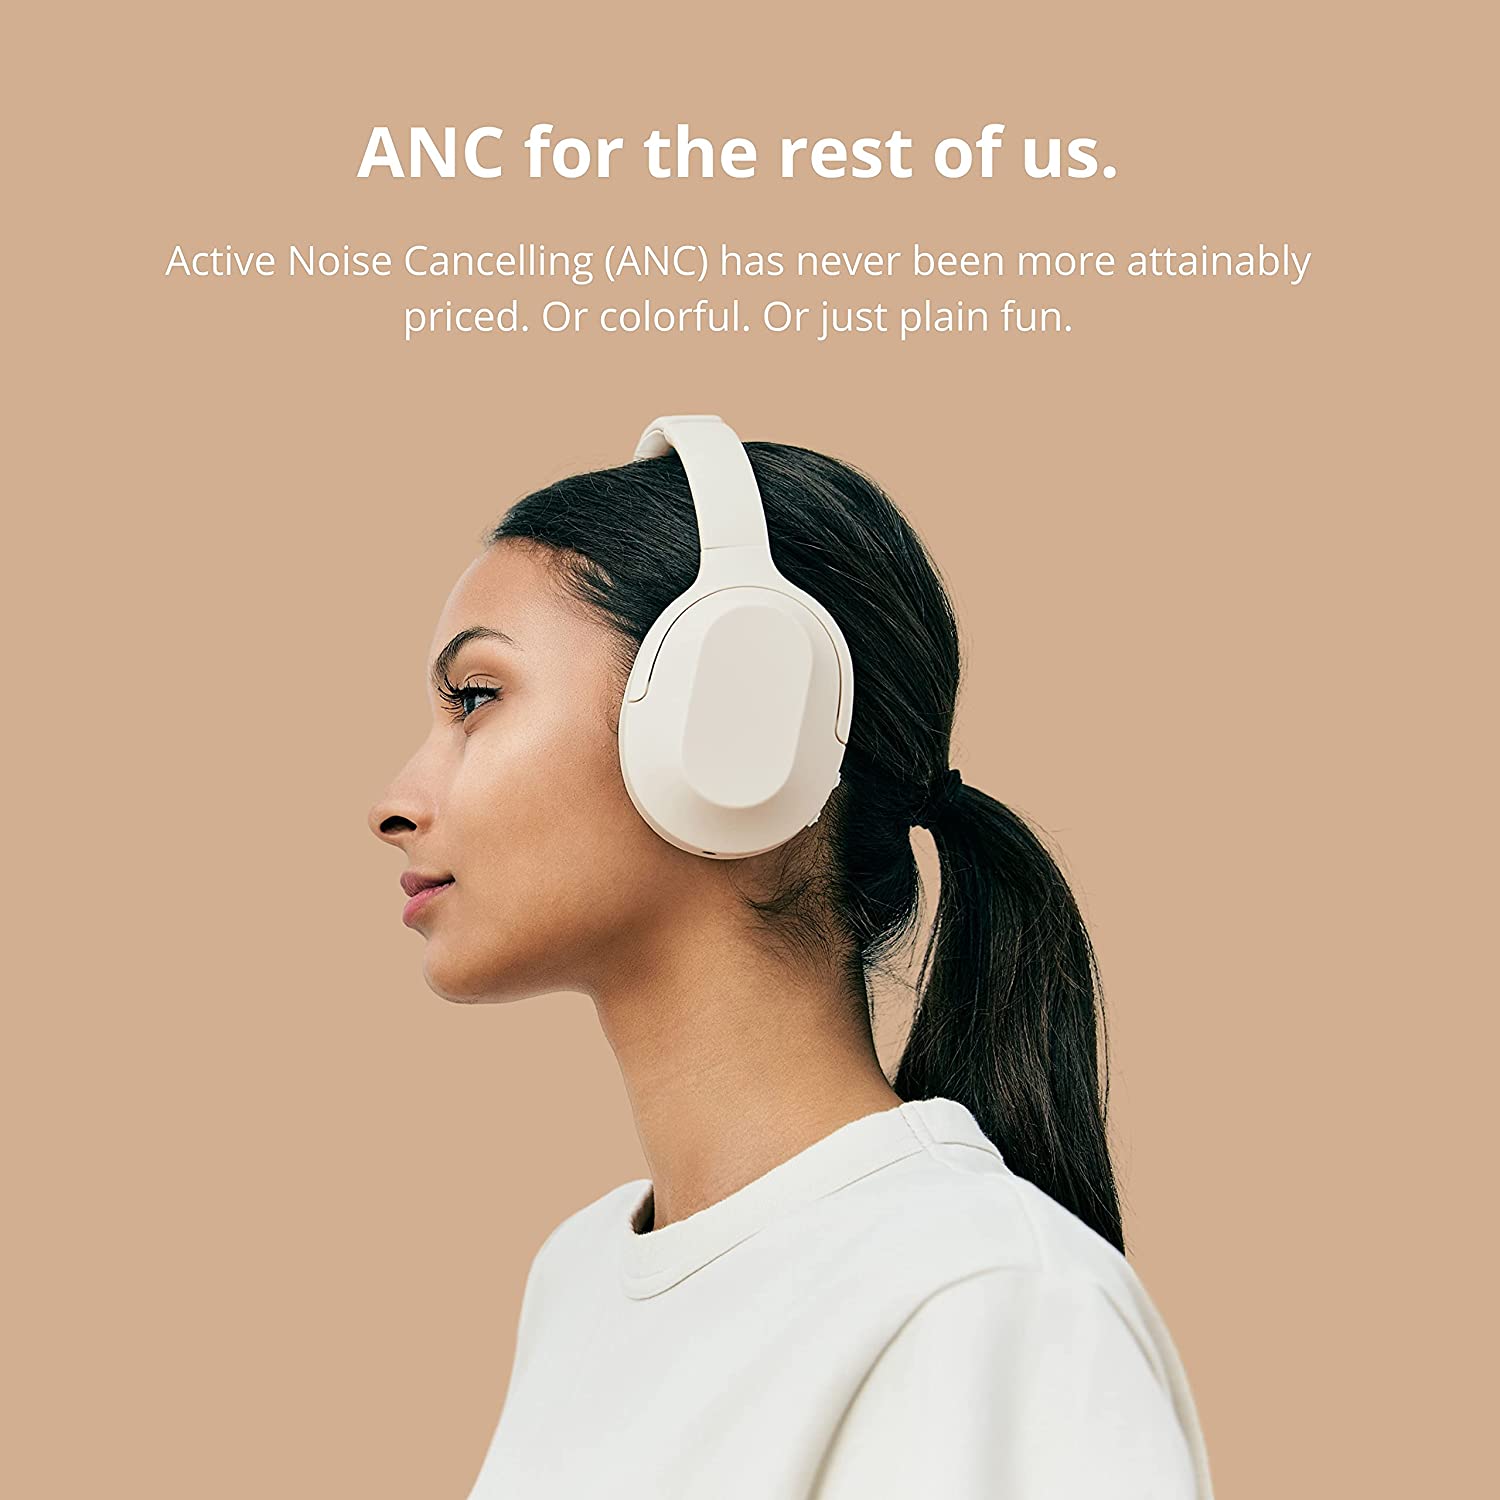 ANC for the rest of us.
Active Noise Cancelling (ANC) has never been more attainably
priced. Or colorful. Or just plain fun.